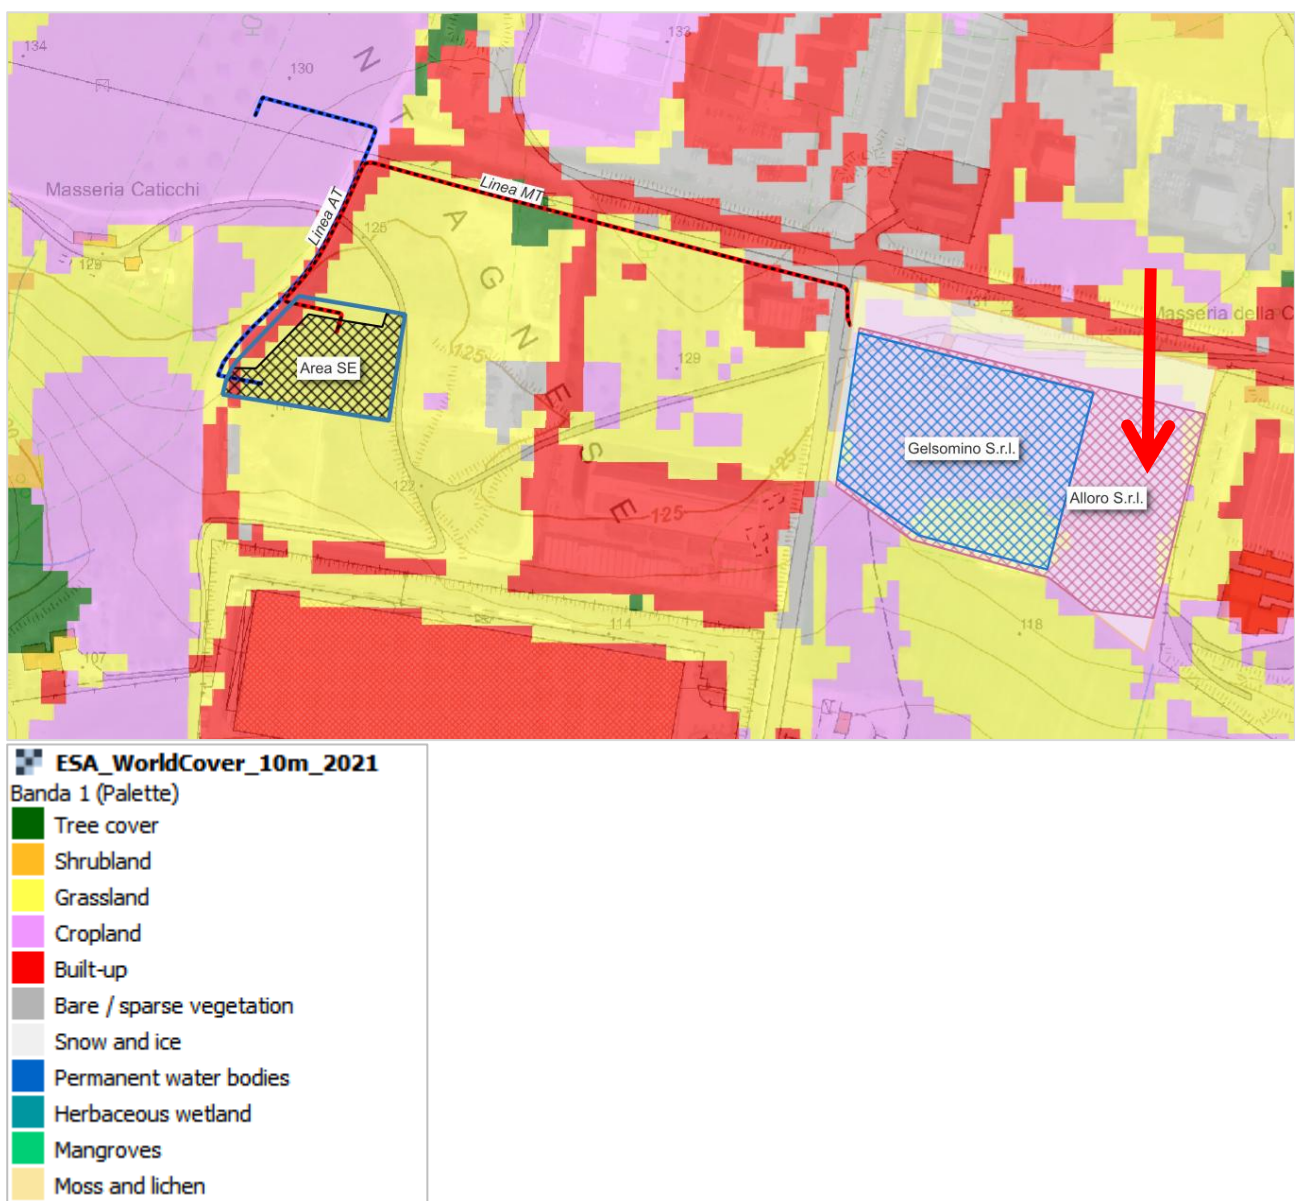 134
130
133
N
T
A
G
N
E
S
E
Masseria Caticchi
Linea AT
Linea MT
128
129
125
131
Masseria della C
129
Area SE
Gelsomino S.r.l.
Alloro S.r.l.
122
125
125
118
114
107
ESA_WorldCover_10m_2021
Banda 1 (Palette)
Tree cover
Shrubland
Grassland
Cropland
Built-up
Bare / sparse vegetation
Snow and ice
Permanent water bodies
Herbaceous wetland
Mangroves
Moss and lichen